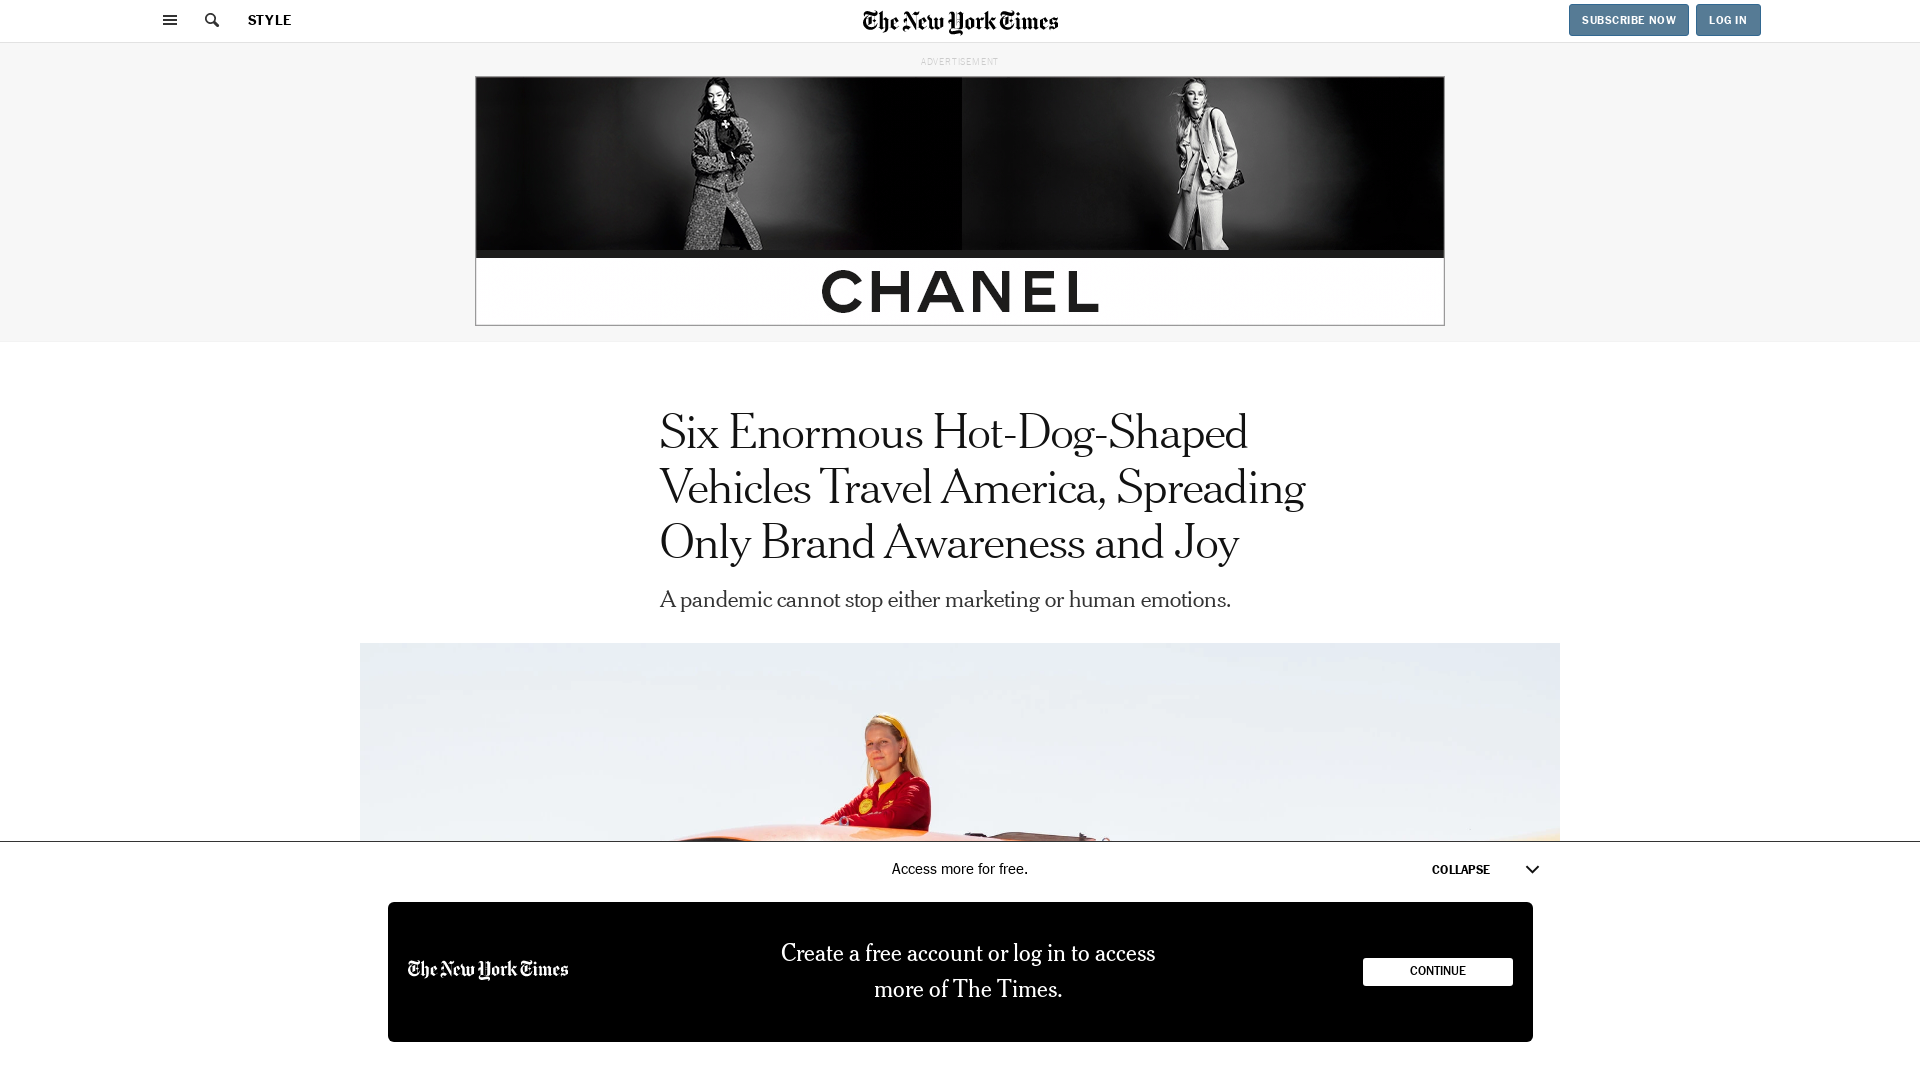 STYLE
The New York Times
SUBSCRIBE NOW
LOG IN
ADVERTISEMENT
CHANEL
Six Enormous Hot-Dog-Shaped
Vehicles Travel America, Spreading
Only Brand Awareness and Joy
A pandemic cannot stop either marketing or human emotions.
Access more for free.
COLLAPSE
The New York Times
Create a free account or log in to access
more of The Times.
CONTINUE